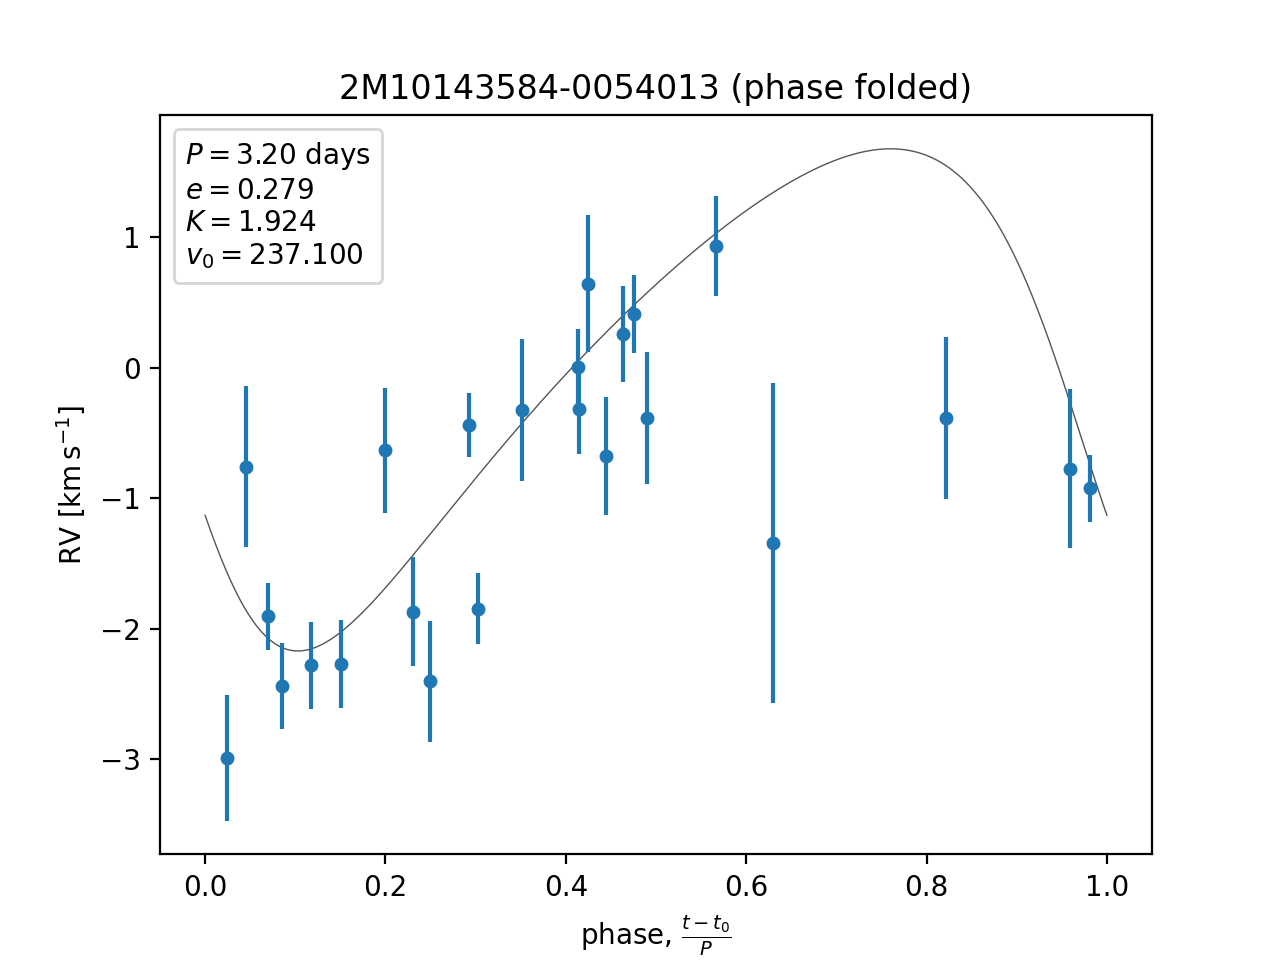 2M10143584-0054013 (phase folded)
P = 3.20 days
e = 0.279
K = 1.924
v₀ = 237.100
1
0
−1
−2
−3
RV [km s⁻¹]
0.0 0.2 0.4 0.6 0.8 1.0
phase, (t − t₀)/P